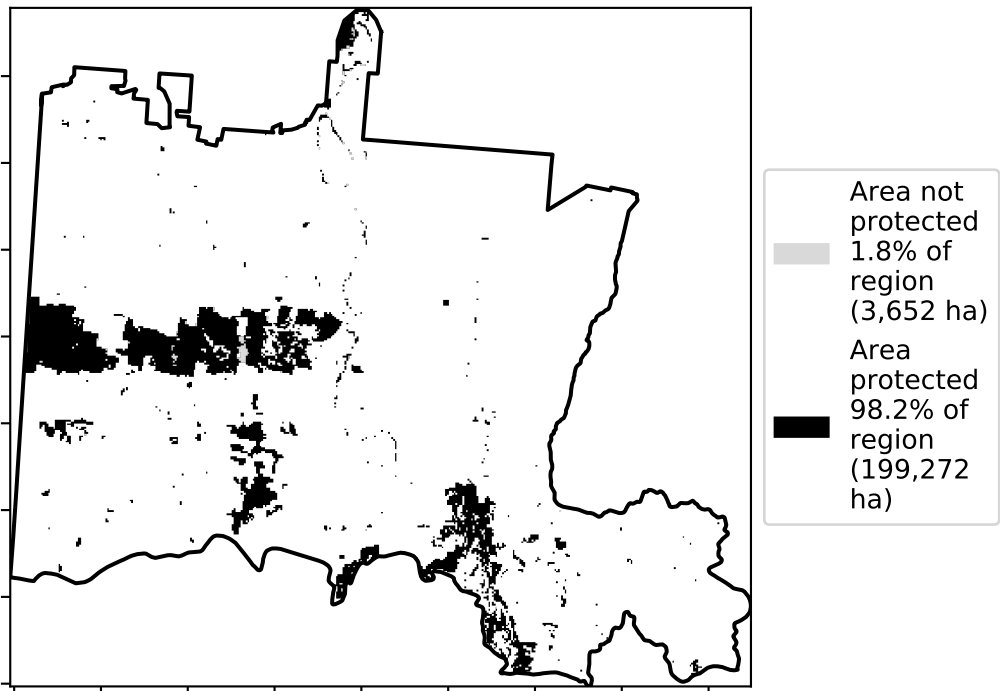 Area not
protected
1.8% of
region
(3,652 ha)
Area
protected
98.2% of
region
(199,272
ha)